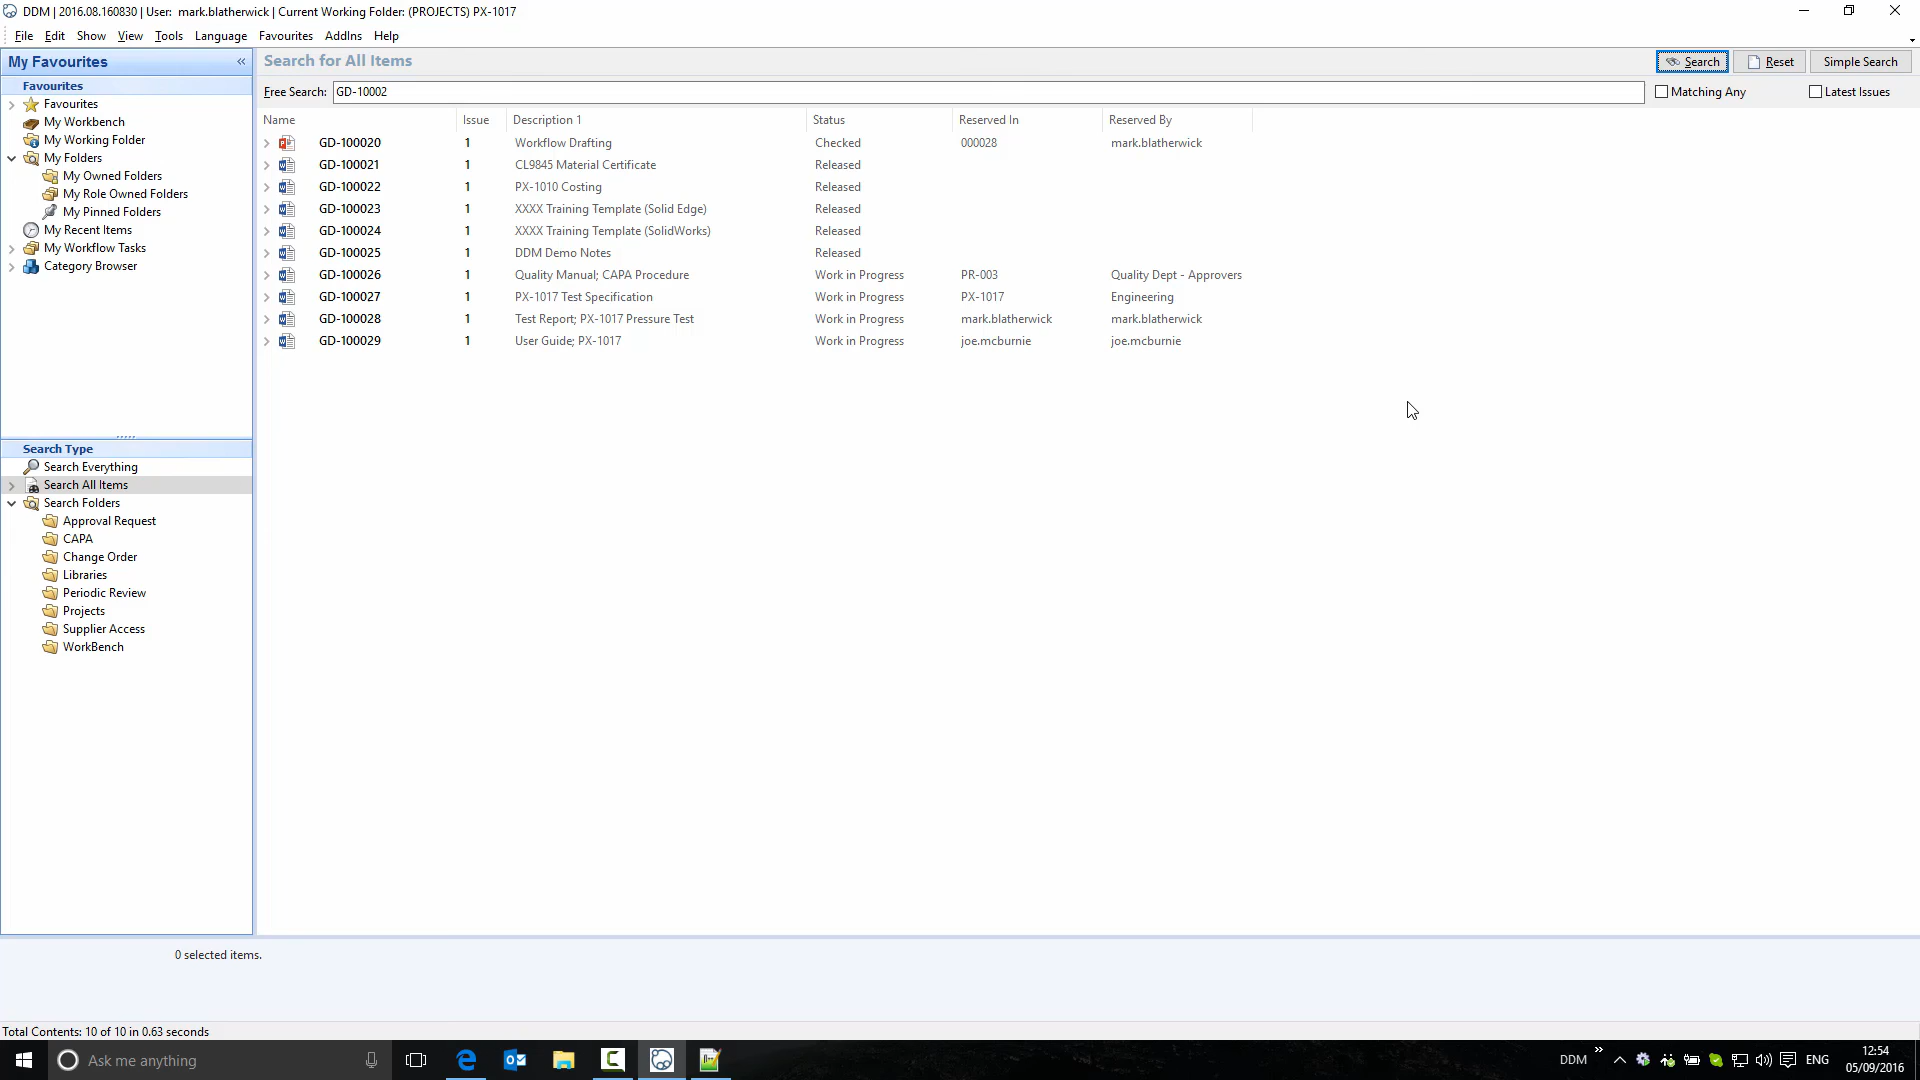 DDM | 2016.08.160830 | User: mark.blatherwick | Current Working Folder: (PROJECTS) PX-1017
File Edit Show View Tools Language Favourites AddIns Help
My Favourites «
Favourites
Favourites
My Workbench
My Working Folder
My Folders
My Owned Folders
My Role Owned Folders
My Pinned Folders
My Recent Items
My Workflow Tasks
Category Browser
Search Type
Search Everything
Search All Items
Search Folders
Approval Request
CAPA
Change Order
Libraries
Periodic Review
Projects
Supplier Access
WorkBench
Search for All Items
Search Reset Simple Search
Free Search: GD-10002 Matching Any Latest Issues
Name Issue Description 1 Status Reserved In Reserved By
GD-100020 1 Workflow Drafting Checked 000028 mark.blatherwick
GD-100021 1 CL9845 Material Certificate Released
GD-100022 1 PX-1010 Costing Released
GD-100023 1 XXXX Training Template (Solid Edge) Released
GD-100024 1 XXXX Training Template (SolidWorks) Released
GD-100025 1 DDM Demo Notes Released
GD-100026 1 Quality Manual; CAPA Procedure Work in Progress PR-003 Quality Dept - Approvers
GD-100027 1 PX-1017 Test Specification Work in Progress PX-1017 Engineering
GD-100028 1 Test Report; PX-1017 Pressure Test Work in Progress mark.blatherwick mark.blatherwick
GD-100029 1 User Guide; PX-1017 Work in Progress joe.mcburnie joe.mcburnie
0 selected items.
Total Contents: 10 of 10 in 0.63 seconds
Ask me anything
DDM » ENG 12:54
05/09/2016